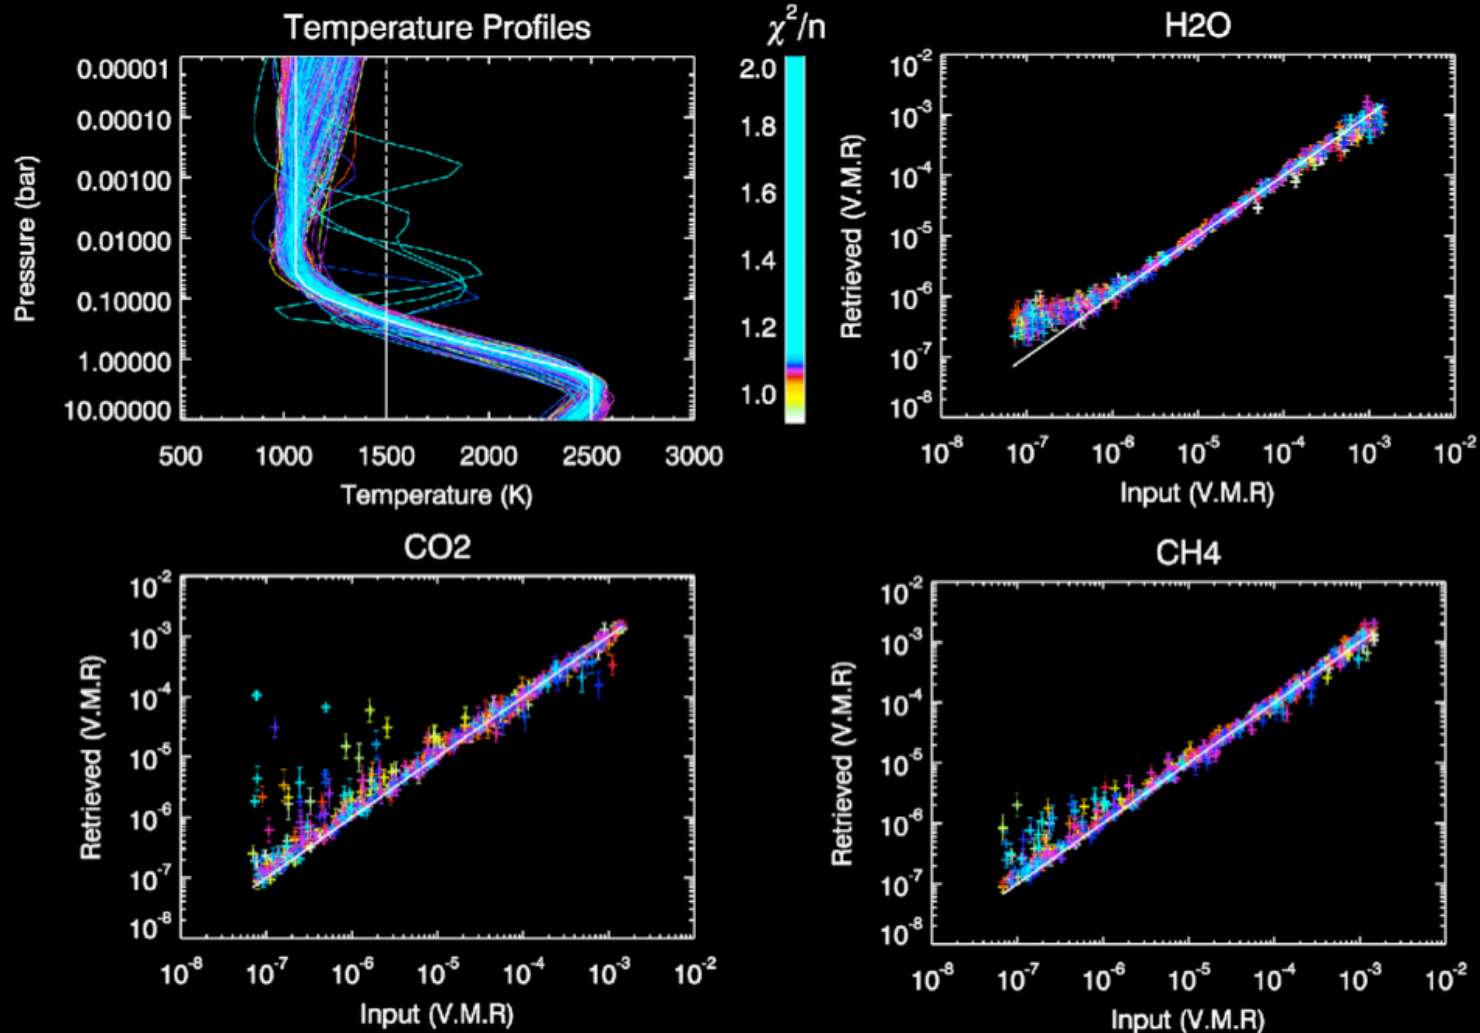 Temperature Profiles
χ²/n
H2O
Pressure (bar)
0.00001
0.00010
0.00100
0.01000
0.10000
1.00000
10.00000
500 1000 1500 2000 2500 3000
Temperature (K)
2.0
1.8
1.6
1.4
1.2
1.0
Retrieved (V.M.R)
10⁻²
10⁻³
10⁻⁴
10⁻⁵
10⁻⁶
10⁻⁷
10⁻⁸
10⁻⁸ 10⁻⁷ 10⁻⁶ 10⁻⁵ 10⁻⁴ 10⁻³ 10⁻²
Input (V.M.R)
CO2
Retrieved (V.M.R)
10⁻²
10⁻³
10⁻⁴
10⁻⁵
10⁻⁶
10⁻⁷
10⁻⁸
10⁻⁸ 10⁻⁷ 10⁻⁶ 10⁻⁵ 10⁻⁴ 10⁻³ 10⁻²
Input (V.M.R)
CH4
Retrieved (V.M.R)
10⁻²
10⁻³
10⁻⁴
10⁻⁵
10⁻⁶
10⁻⁷
10⁻⁸
10⁻⁸ 10⁻⁷ 10⁻⁶ 10⁻⁵ 10⁻⁴ 10⁻³ 10⁻²
Input (V.M.R)